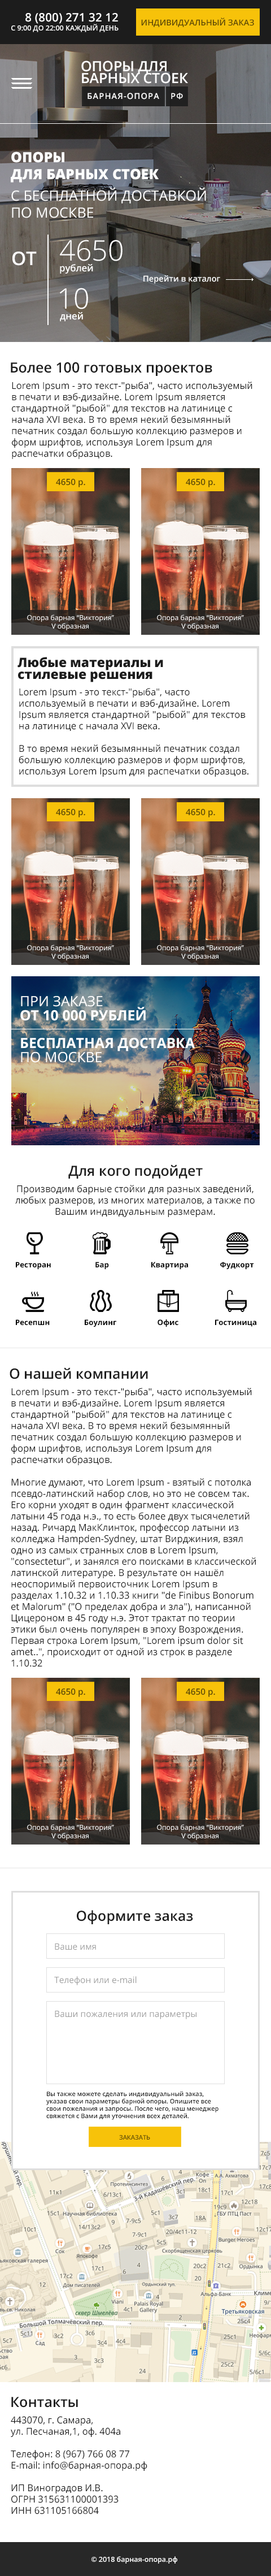 8 (800) 271 32 12
С 9:00 ДО 22:00 КАЖДЫЙ ДЕНЬ
ИНДИВИДУАЛЬНЫЙ ЗАКАЗ
ОПОРЫ ДЛЯ
БАРНЫХ СТОЕК
БАРНАЯ-ОПОРА РФ
ОПОРЫ
ДЛЯ БАРНЫХ СТОЕК
С БЕСПЛАТНОЙ ДОСТАВКОЙ
ПО МОСКВЕ
ОТ
4650
рублей
10
дней
Перейти в каталог
Более 100 готовых проектов
Lorem Ipsum - это текст-"рыба", часто используемый
в печати и вэб-дизайне. Lorem Ipsum является
стандартной "рыбой" для текстов на латинице с
начала XVI века. В то время некий безымянный
печатник создал большую коллекцию размеров и
форм шрифтов, используя Lorem Ipsum для
распечатки образцов.
4650 р.
4650 р.
Опора барная "Виктория"
V образная
Опора барная "Виктория"
V образная
Любые материалы и
стилевые решения
Lorem Ipsum - это текст-"рыба", часто
используемый в печати и вэб-дизайне. Lorem
Ipsum является стандартной "рыбой" для текстов
на латинице с начала XVI века.
В то время некий безымянный печатник создал
большую коллекцию размеров и форм шрифтов,
используя Lorem Ipsum для распечатки образцов.
4650 р.
4650 р.
Опора барная "Виктория"
V образная
Опора барная "Виктория"
V образная
ПРИ ЗАКАЗЕ
ОТ 10 000 РУБЛЕЙ
БЕСПЛАТНАЯ ДОСТАВКА
ПО МОСКВЕ
Для кого подойдет
Производим барные стойки для разных заведений,
любых размеров, из многих материалов, а также по
Вашим индвидуальным размерам.
Ресторан
Бар
Квартира
Фудкорт
Ресепшн
Боулинг
Офис
Гостиница
О нашей компании
Lorem Ipsum - это текст-"рыба", часто используемый
в печати и вэб-дизайне. Lorem Ipsum является
стандартной "рыбой" для текстов на латинице с
начала XVI века. В то время некий безымянный
печатник создал большую коллекцию размеров и
форм шрифтов, используя Lorem Ipsum для
распечатки образцов.
Многие думают, что Lorem Ipsum - взятый с потолка
псевдо-латинский набор слов, но это не совсем так.
Его корни уходят в один фрагмент классической
латыни 45 года н.э., то есть более двух тысячелетий
назад. Ричард МакКлинток, профессор латыни из
колледжа Hampden-Sydney, штат Вирджиния, взял
одно из самых странных слов в Lorem Ipsum,
"consectetur", и занялся его поисками в классической
латинской литературе. В результате он нашёл
неоспоримый первоисточник Lorem Ipsum в
разделах 1.10.32 и 1.10.33 книги "de Finibus Bonorum
et Malorum" ("О пределах добра и зла"), написанной
Цицероном в 45 году н.э. Этот трактат по теории
этики был очень популярен в эпоху Возрождения.
Первая строка Lorem Ipsum, "Lorem ipsum dolor sit
amet..", происходит от одной из строк в разделе
1.10.32
4650 р.
4650 р.
Опора барная "Виктория"
V образная
Опора барная "Виктория"
V образная
Оформите заказ
Ваше имя
Телефон или e-mail
Ваши пожелания или параметры
Вы также можете сделать индивидуальный заказ,
указав свои параметры барной опоры. Опишите все
свои пожелания и запросы. После чего, наш менеджер
свяжется с Вами для уточнения всех деталей.
ЗАКАЗАТЬ
Научная библиотека
Большой Толмачёвский пер.
сквер Шмелёва
Palais Royal
Gallery
Альфа-Банк
Третьяковская
Burger Heroes
Контакты
443070, г. Самара,
ул. Песчаная,1, оф. 404а
Телефон: 8 (967) 766 08 77
E-mail: info@барная-опора.рф
ИП Виноградов И.В.
ОГРН 315631100001393
ИНН 631105166804
© 2018 барная-опора.рф